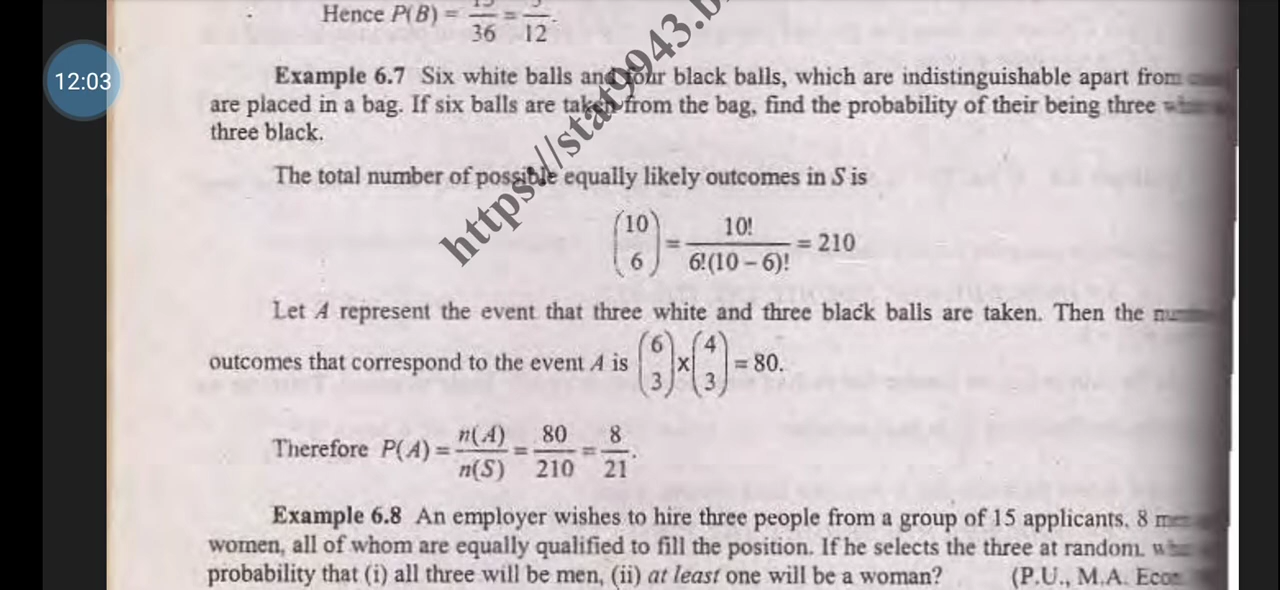 Hence P(B) = 15/36 = 5/12.
12:03
Example 6.7 Six white balls and four black balls, which are indistinguishable apart from
are placed in a bag. If six balls are taken from the bag, find the probability of their being three
three black.
The total number of possible equally likely outcomes in S is
(10 6) = 10!/6!(10 – 6)! = 210
Let A represent the event that three white and three black balls are taken. Then the
outcomes that correspond to the event A is (6 3) x (4 3) = 80.
Therefore P(A) = n(A)/n(S) = 80/210 = 8/21.
Example 6.8 An employer wishes to hire three people from a group of 15 applicants. 8
women, all of whom are equally qualified to fill the position. If he selects the three at random.
probability that (i) all three will be men, (ii) at least one will be a woman? (P.U., M.A.
https://stat9943.b